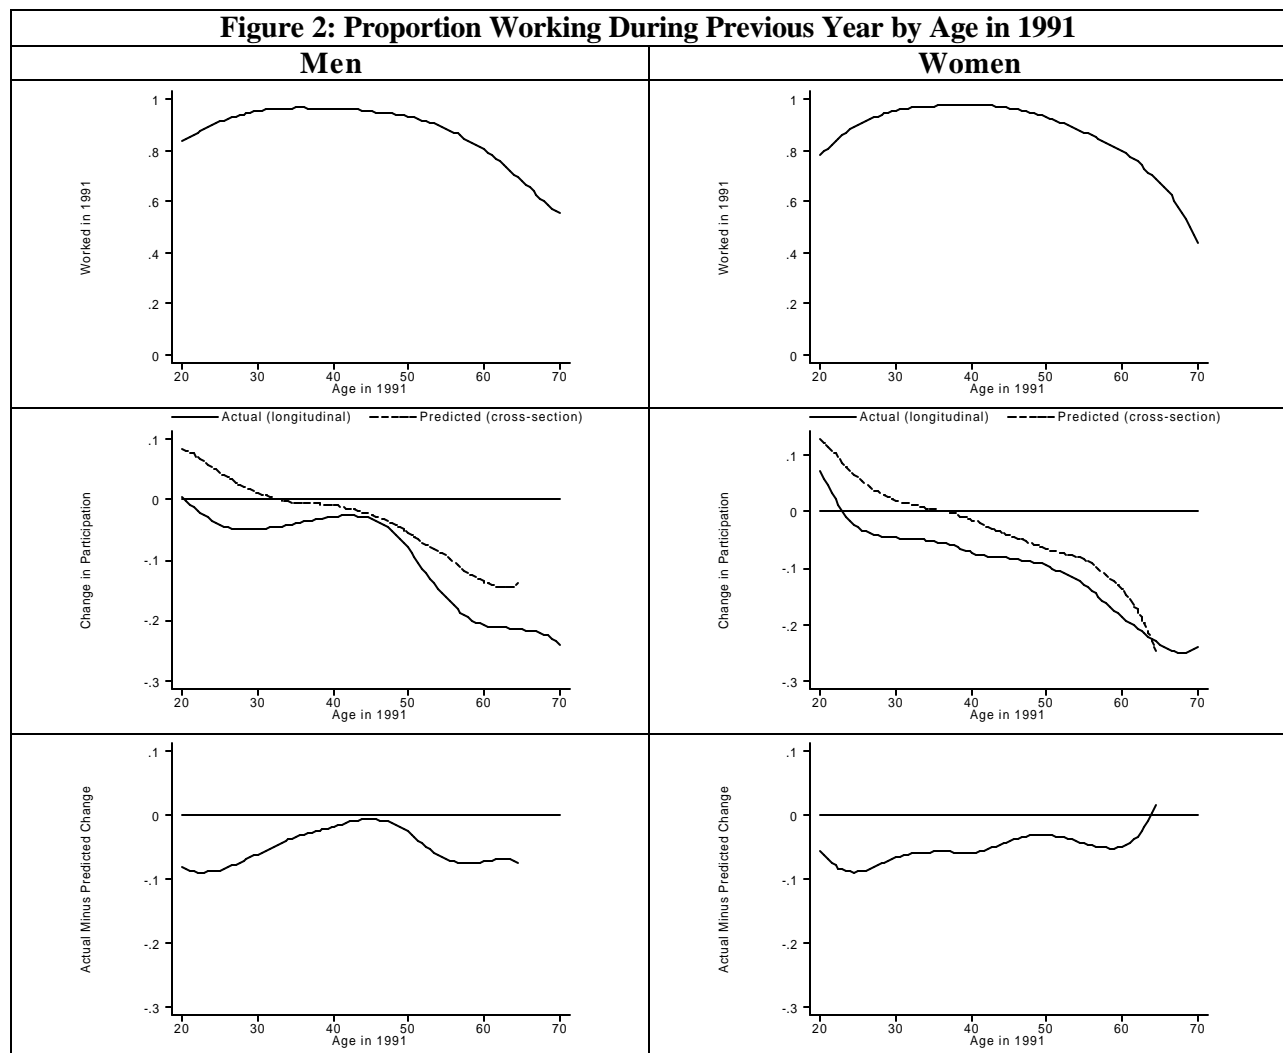 Figure 2: Proportion Working During Previous Year by Age in 1991
Men
Women
Worked in 1991
1
.8
.6
.4
.2
0
20 30 40 50 60 70
Age in 1991
Worked in 1991
1
.8
.6
.4
.2
0
20 30 40 50 60 70
Age in 1991
Actual (longitudinal) Predicted (cross-section)
Change in Participation
.1
0
-.1
-.2
-.3
20 30 40 50 60 70
Age in 1991
Actual (longitudinal) Predicted (cross-section)
Change in Participation
.1
0
-.1
-.2
-.3
20 30 40 50 60 70
Age in 1991
Actual Minus Predicted Change
.1
0
-.1
-.2
-.3
20 30 40 50 60 70
Age in 1991
Actual Minus Predicted Change
.1
0
-.1
-.2
-.3
20 30 40 50 60 70
Age in 1991